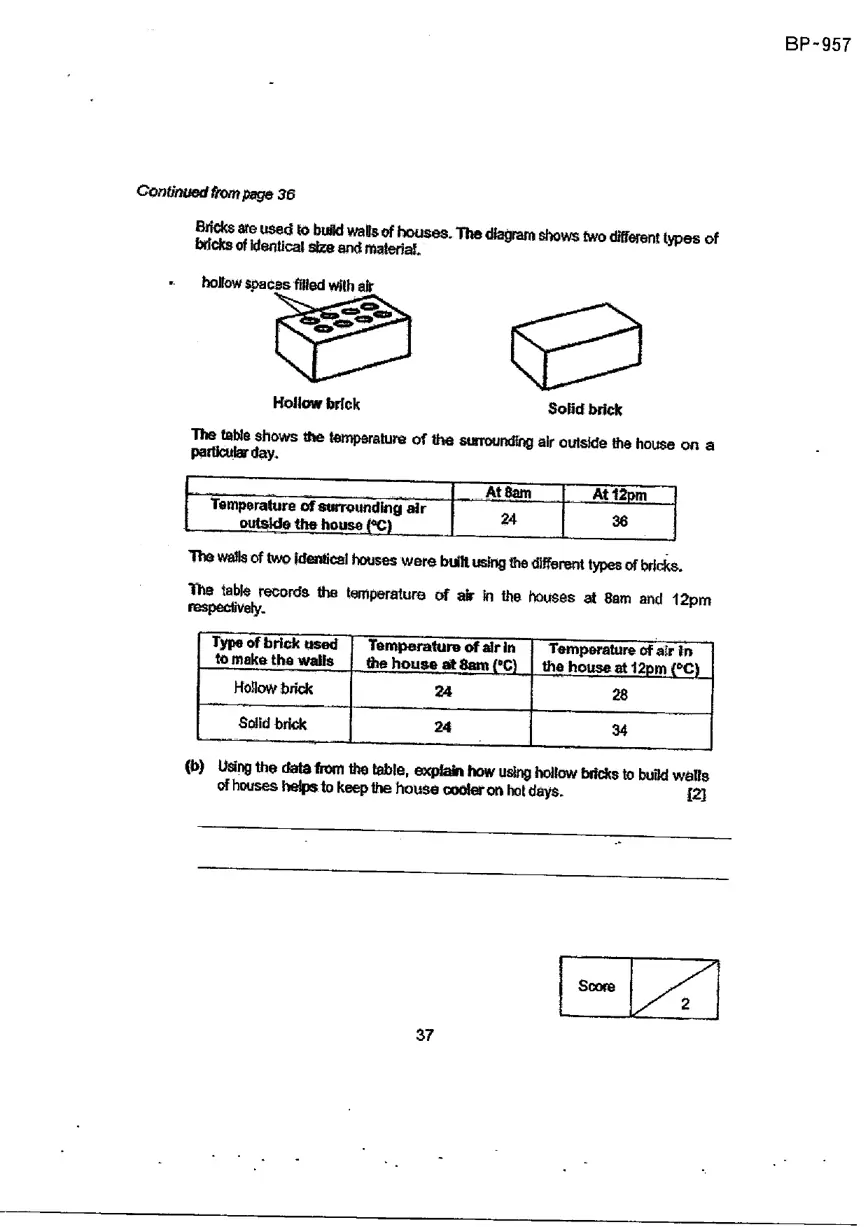 BP-957
Continued from page 36
Bricks are used to build walls of houses. The diagram shows two different types of
bricks of identical size and material.
hollow spaces filled with air
Hollow brick
Solid brick
The table shows the temperature of the surrounding air outside the house on a
particular day.
At 8am At 12pm
Temperature of surrounding air
outside the house (°C) 24 36
The walls of two identical houses were built using the different types of bricks.
The table records the temperature of air in the houses at 8am and 12pm
respectively.
Type of brick used Temperature of air in Temperature of air in
to make the walls the house at 8am (°C) the house at 12pm (°C)
Hollow brick 24 28
Solid brick 24 34
(b) Using the data from the table, explain how using hollow bricks to build walls
of houses helps to keep the house cooler on hot days. [2]
Score 2
37